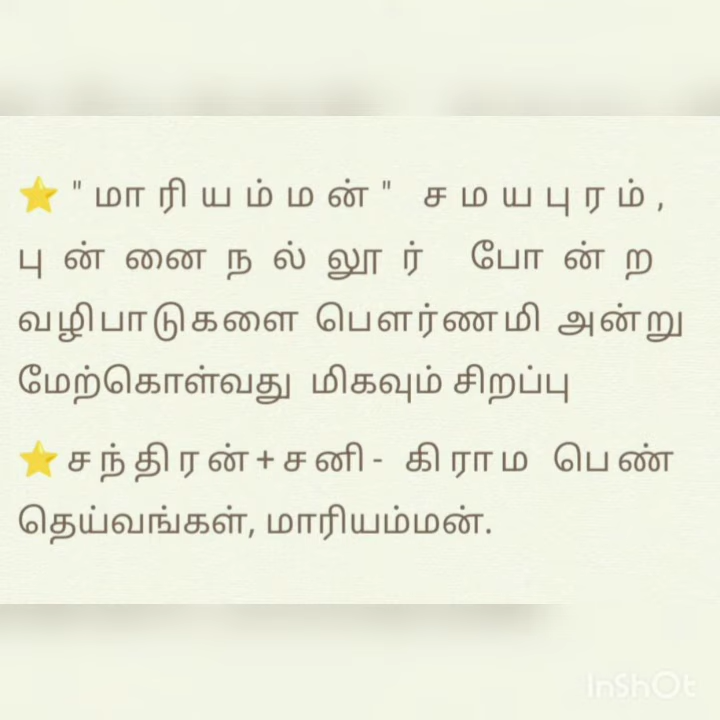 ⭐"மாரியம்மன்" சமயபுரம்,
புன்னைநல்லூர் போன்ற
வழிபாடுகளை பௌர்ணமி அன்று
மேற்கொள்வது மிகவும் சிறப்பு
⭐சந்திரன்+சனி- கிராம பெண்
தெய்வங்கள், மாரியம்மன்.
InShOt